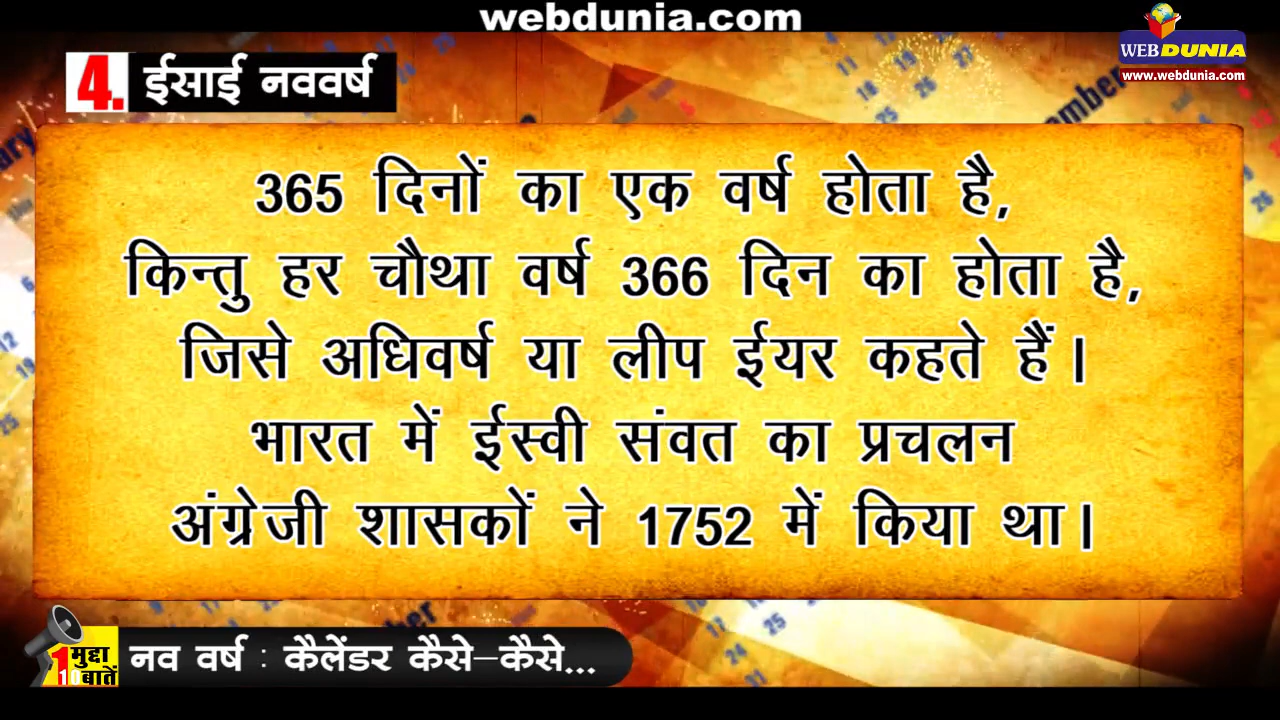 webdunia.com
WEBDUNIA
www.webdunia.com
4. ईसाई नववर्ष
365 दिनों का एक वर्ष होता है,
किन्तु हर चौथा वर्ष 366 दिन का होता है,
जिसे अधिवर्ष या लीप ईयर कहते हैं।
भारत में ईस्वी संवत का प्रचलन
अंग्रेजी शासकों ने 1752 में किया था।
1 मुद्दा
10 बातें
नव वर्ष : कैलेंडर कैसे-कैसे...